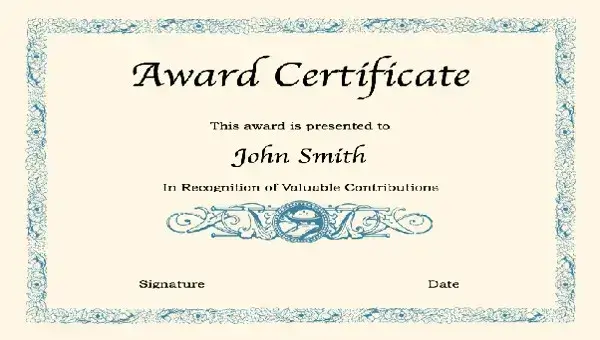 Award Certificate
This award is presented to
John Smith
In Recognition of Valuable Contributions
Signature Date